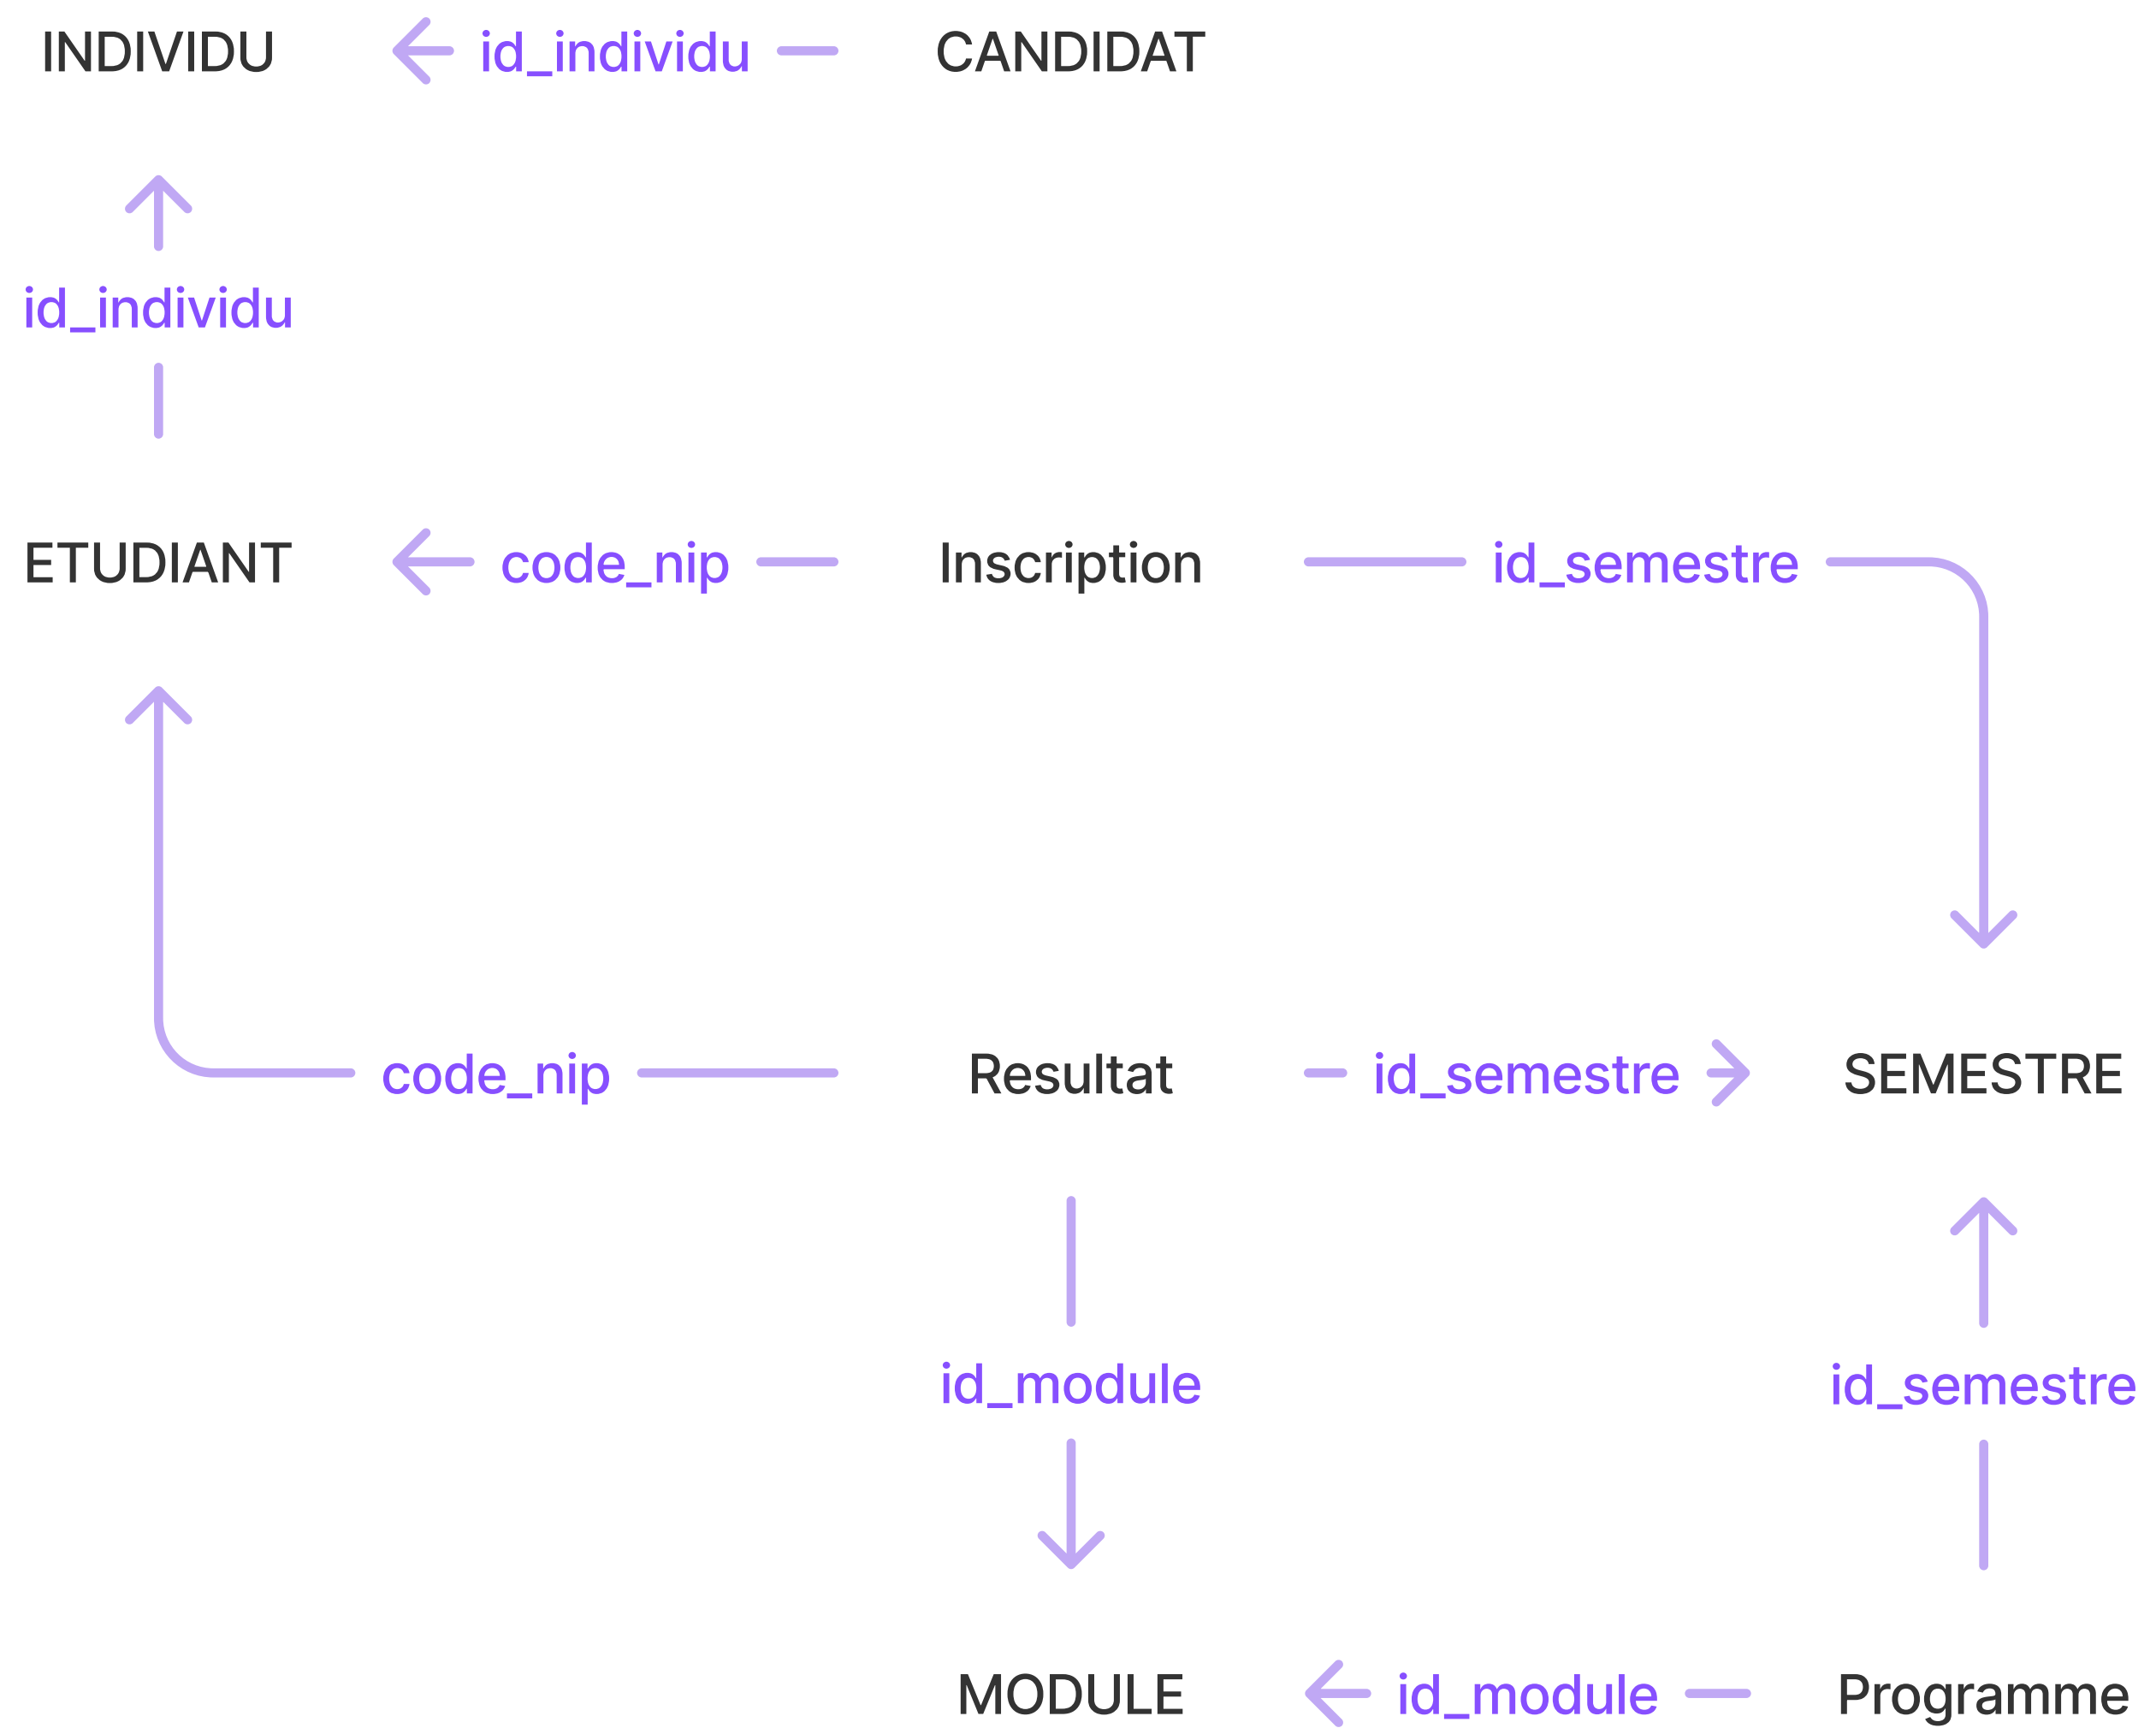 INDIVIDU
id_individu
CANDIDAT
id_individu
ETUDIANT
code_nip
Inscription
id_semestre
code_nip
Resultat
id_semestre
SEMESTRE
id_module
id_semestre
MODULE
id_module
Programme